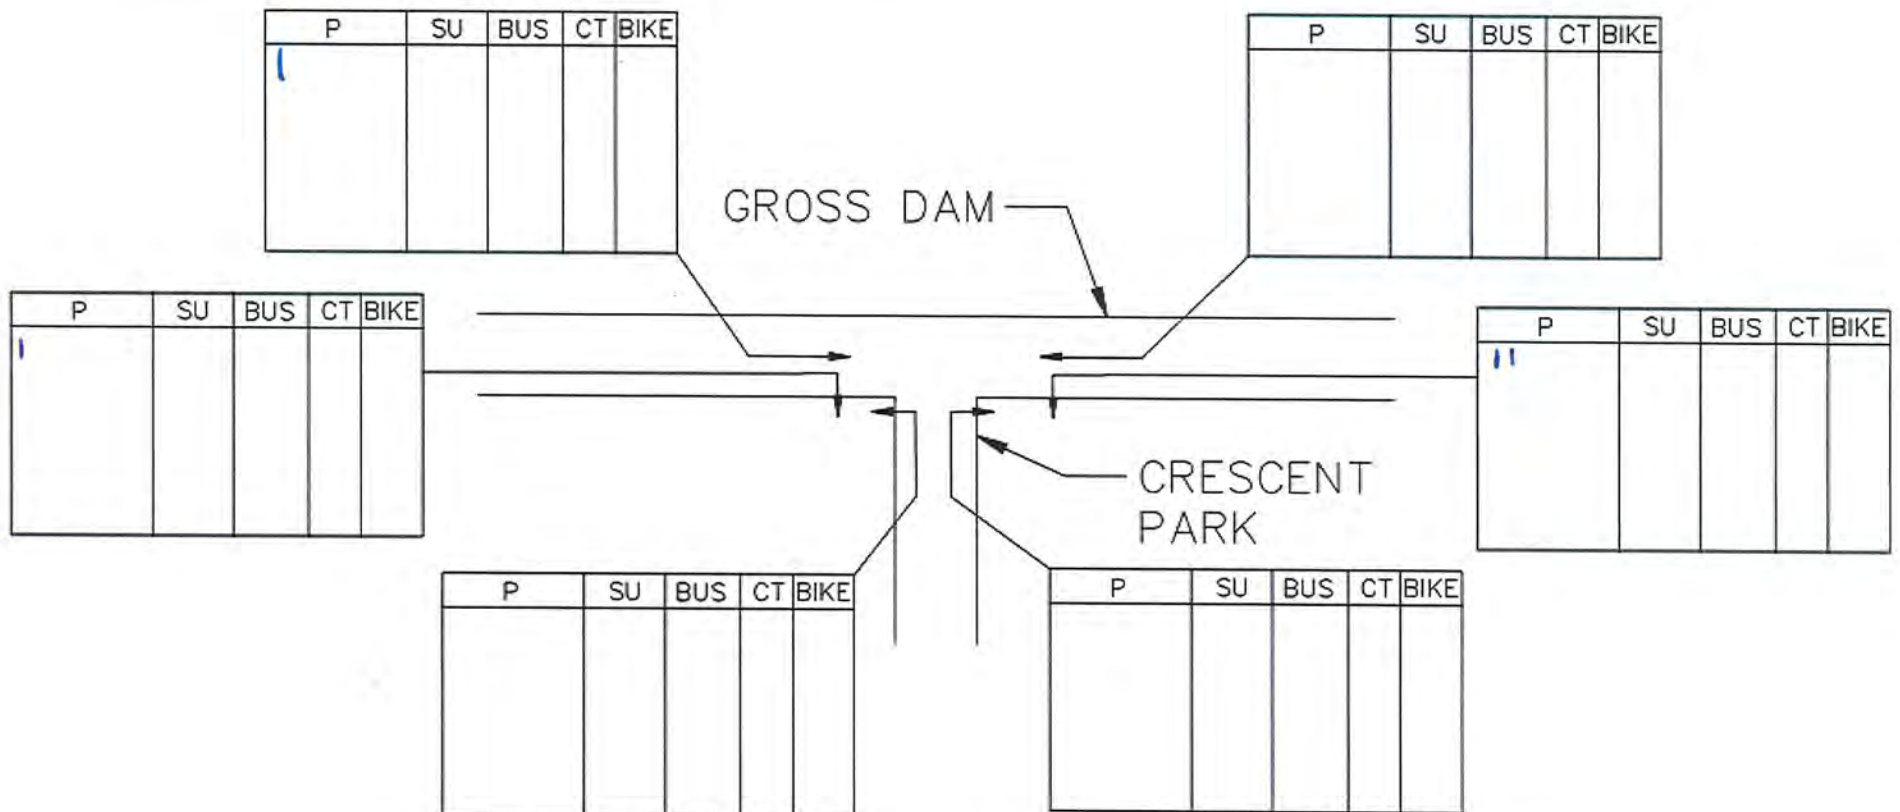 P SU BUS CT BIKE
|
P SU BUS CT BIKE
GROSS DAM
P SU BUS CT BIKE
|
P SU BUS CT BIKE
||
CRESCENT
PARK
P SU BUS CT BIKE
P SU BUS CT BIKE